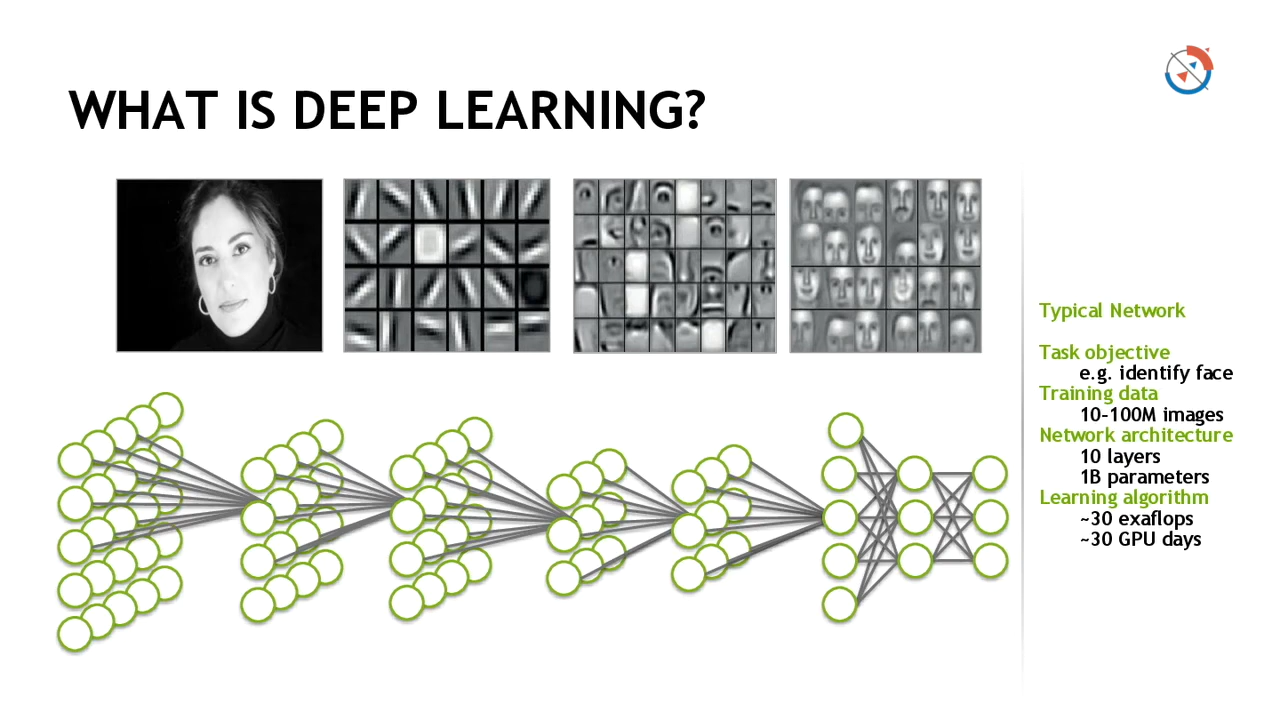 WHAT IS DEEP LEARNING?
Typical Network
Task objective
e.g. identify face
Training data
10-100M images
Network architecture
10 layers
1B parameters
Learning algorithm
~30 exaflops
~30 GPU days